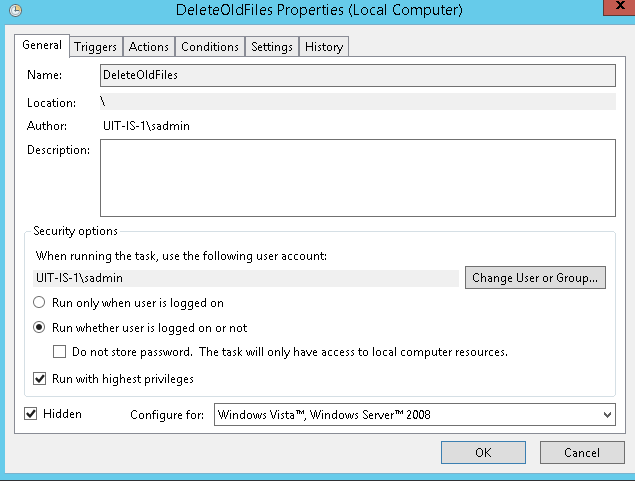 DeleteOldFiles Properties (Local Computer)
x
General Triggers Actions Conditions Settings History
Name: DeleteOldFiles
Location: \
Author: UIT-IS-1\sadmin
Description:
Security options
When running the task, use the following user account:
UIT-IS-1\sadmin Change User or Group...
Run only when user is logged on
Run whether user is logged on or not
Do not store password. The task will only have access to local computer resources.
Run with highest privileges
Hidden Configure for: Windows Vista™, Windows Server™ 2008
OK Cancel